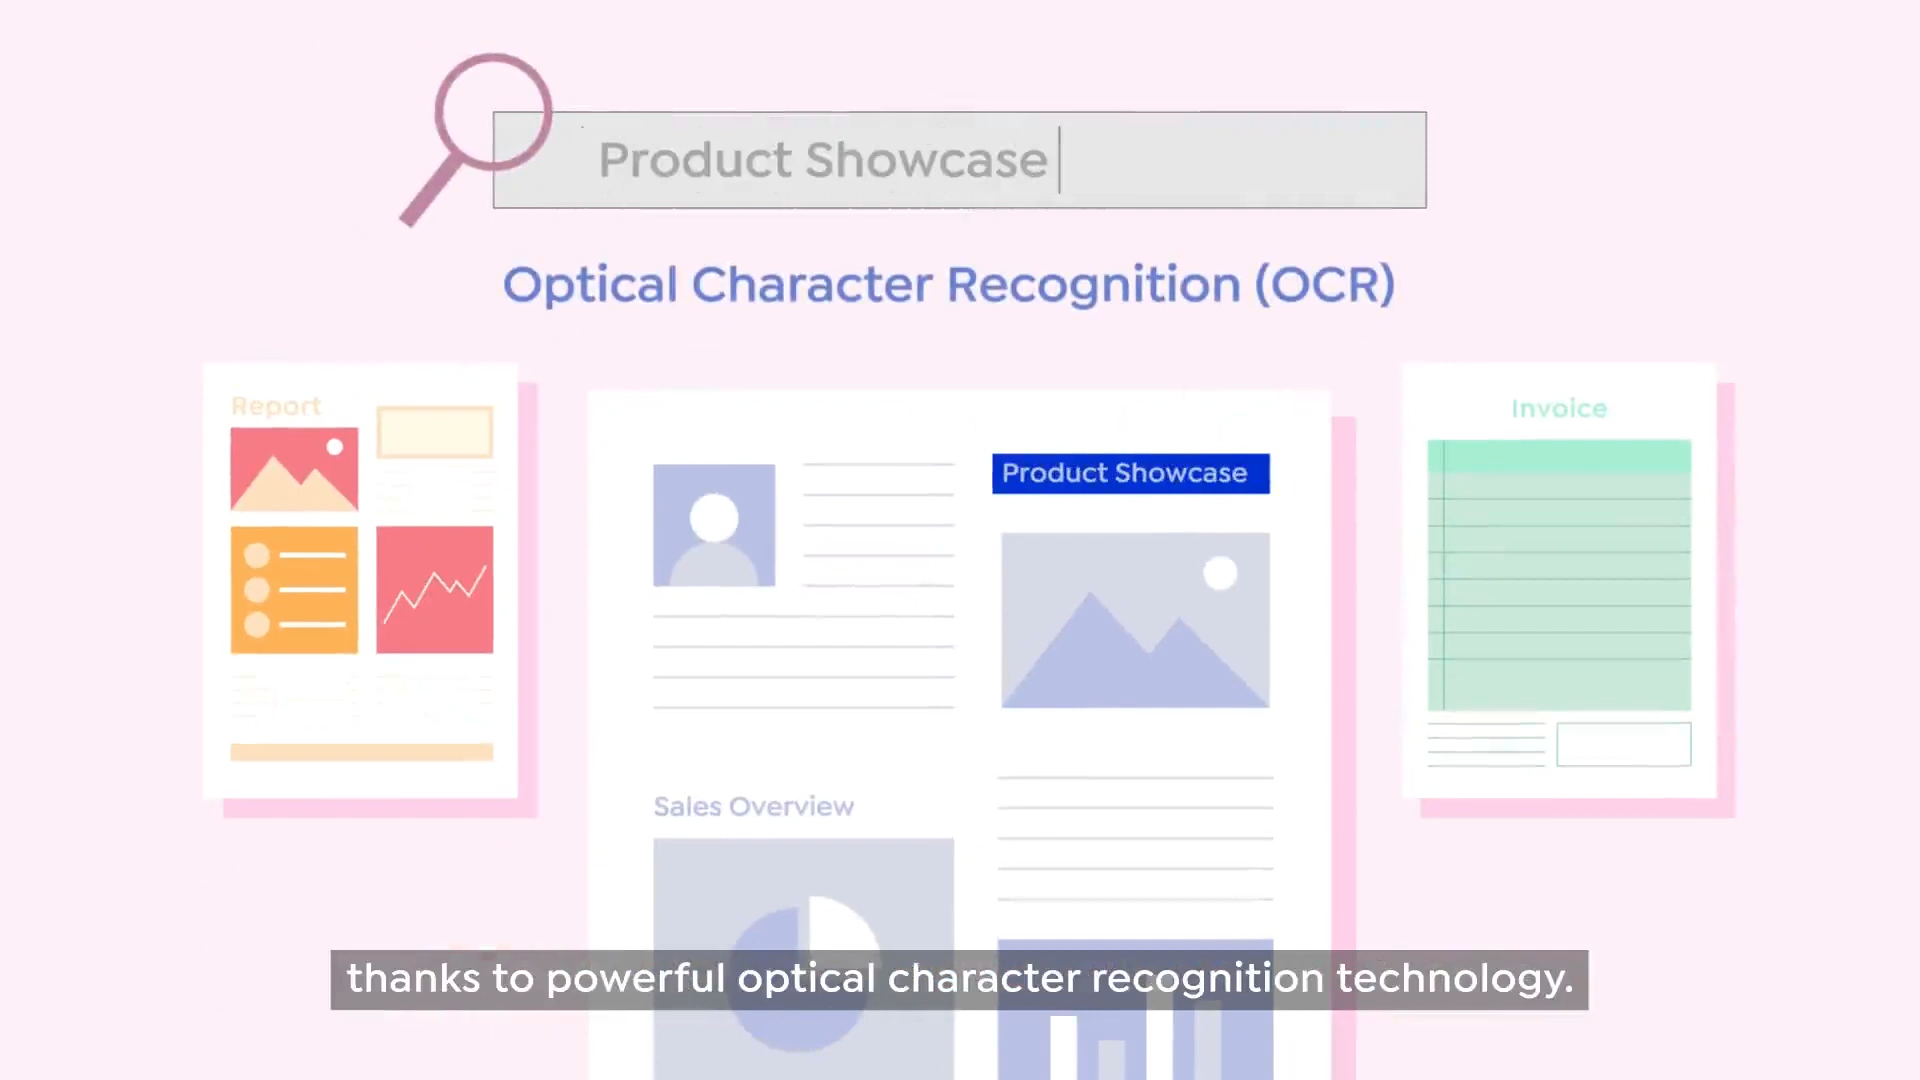 Product Showcase
Optical Character Recognition (OCR)
Report
Product Showcase
Invoice
Sales Overview
thanks to powerful optical character recognition technology.